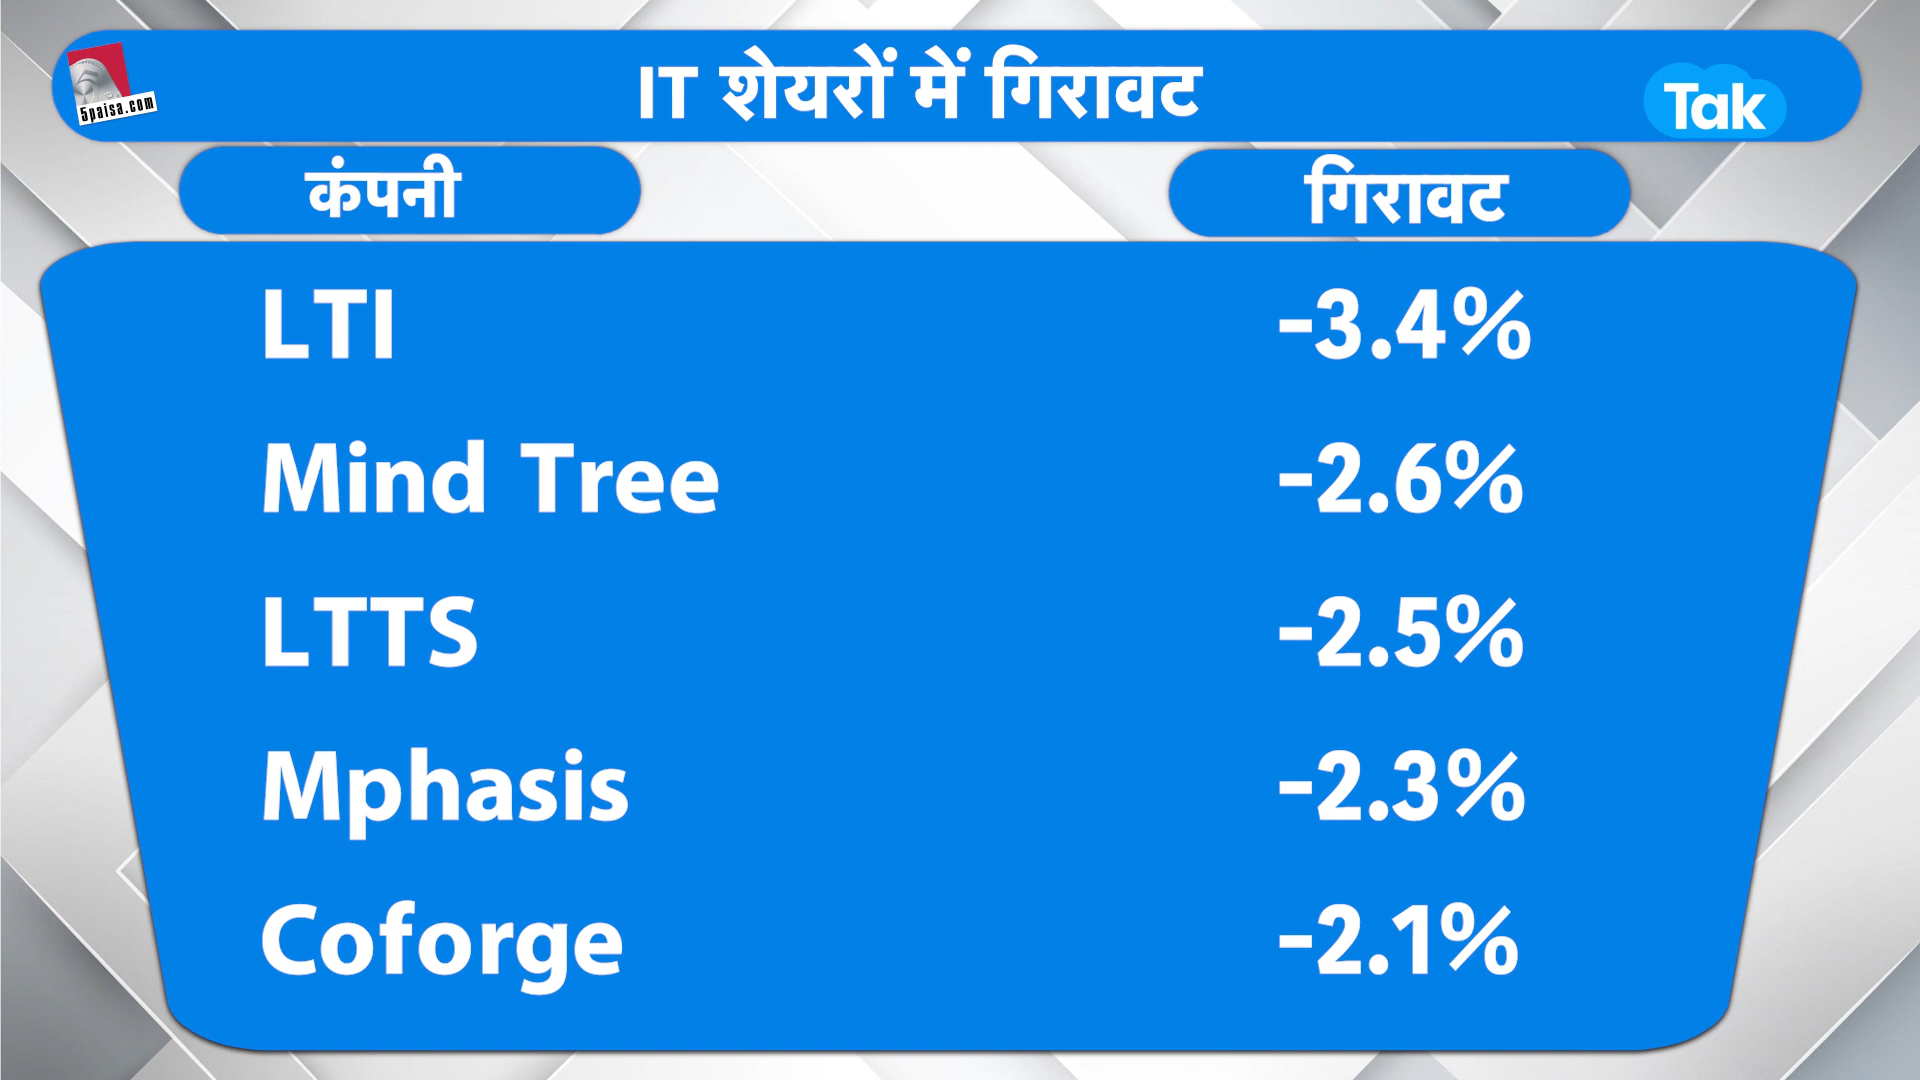 5paisa.com
IT शेयरों में गिरावट
Tak
कंपनी
गिरावट
LTI -3.4%
Mind Tree -2.6%
LTTS -2.5%
Mphasis -2.3%
Coforge -2.1%